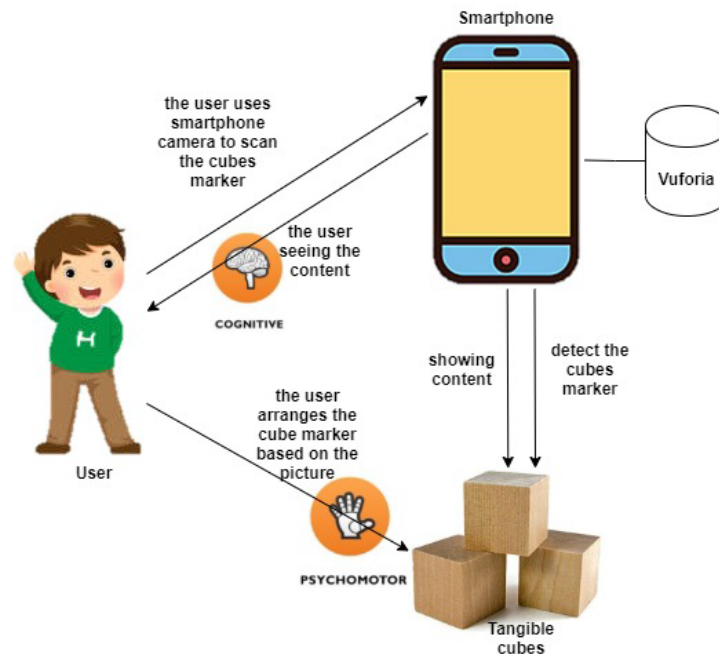 Smartphone
the user uses
smartphone
camera to scan
the cubes
marker
Vuforia
the user
seeing the
content
COGNITIVE
H
showing
content
detect the
cubes
marker
the user
arranges the
cube marker
based on the
picture
User
PSYCHOMOTOR
Tangible
cubes